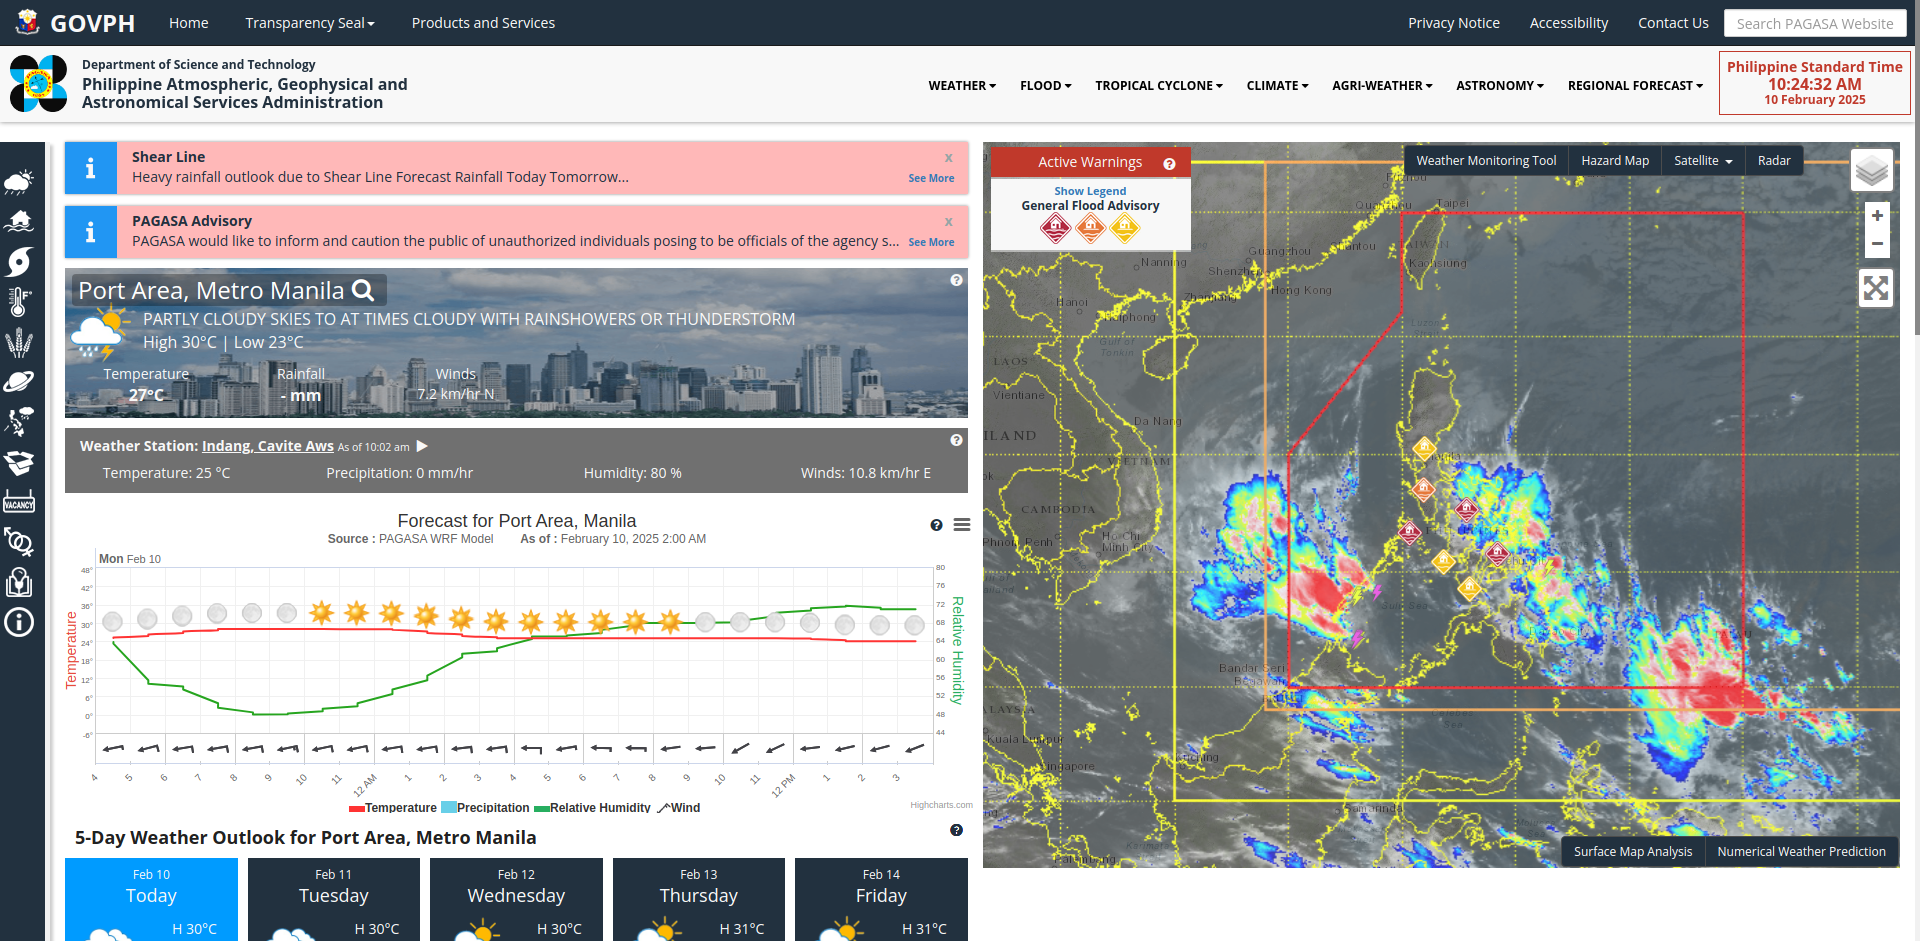 GOVPH
Home
Transparency Seal
Products and Services
Privacy Notice
Accessibility
Contact Us
Search PAGASA Website
Department of Science and Technology
Philippine Atmospheric, Geophysical and
Astronomical Services Administration
WEATHER
FLOOD
TROPICAL CYCLONE
CLIMATE
AGRI-WEATHER
ASTRONOMY
REGIONAL FORECAST
Philippine Standard Time
10:24:32 AM
10 February 2025
Shear Line
x
Heavy rainfall outlook due to Shear Line Forecast Rainfall Today Tomorrow...
See More
PAGASA Advisory
x
PAGASA would like to inform and caution the public of unauthorized individuals posing to be officials of the agency s...
See More
Port Area, Metro Manila
PARTLY CLOUDY SKIES TO AT TIMES CLOUDY WITH RAINSHOWERS OR THUNDERSTORM
High 30°C | Low 23°C
Temperature
Rainfall
Winds
27°C
- mm
7.2 km/hr N
Weather Station: Indang, Cavite Aws As of 10:02 am
Temperature: 25 °C
Precipitation: 0 mm/hr
Humidity: 80 %
Winds: 10.8 km/hr E
Forecast for Port Area, Manila
Source : PAGASA WRF Model As of : February 10, 2025 2:00 AM
Mon Feb 10
48°
42°
36°
30°
24°
18°
12°
6°
0°
-6°
Temperature
80
76
72
68
64
60
56
52
48
44
Relative Humidity
4 5 6 7 8 9 10 11 12 AM 1 2 3 4 5 6 7 8 9 10 11 12 PM 1 2 3
Temperature
Precipitation
Relative Humidity
Wind
Highcharts.com
5-Day Weather Outlook for Port Area, Metro Manila
Feb 10
Today
H 30°C
Feb 11
Tuesday
H 30°C
Feb 12
Wednesday
H 30°C
Feb 13
Thursday
H 31°C
Feb 14
Friday
H 31°C
VACANCY
Active Warnings
Show Legend
General Flood Advisory
Weather Monitoring Tool
Hazard Map
Satellite
Radar
+
−
Taipei
TAIWAN
Kaohsiung
Guangzhou
Shantou
Shenzhen
Nanning
Hong Kong
Zhanjiang
Hanoi
Haiphong
Gulf of
Tonkin
Luzon
LAOS
Vientiane
Da Nang
VIETNAM
CAMBODIA
Phnom Penh
Ho Chi
Minh City
Sulu Sea
Bandar Seri
Begawan
Celebes
Sea
Kuala Lumpur
Kuching
Singapore
Samarinda
Surface Map Analysis
Numerical Weather Prediction